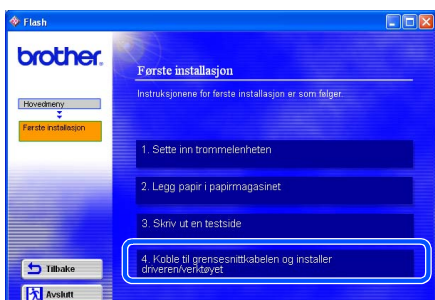 Flash
brother.
Første installasjon
Instruksjonene for første installasjon er som følger.
Hovedmeny
Første installasjon
1. Sette inn trommelenheten
2. Legg papir i papirmagasinet
3. Skriv ut en testside
4. Koble til grensesnittkabelen og installer
driveren/verktøyet
Tilbake
Avslutt